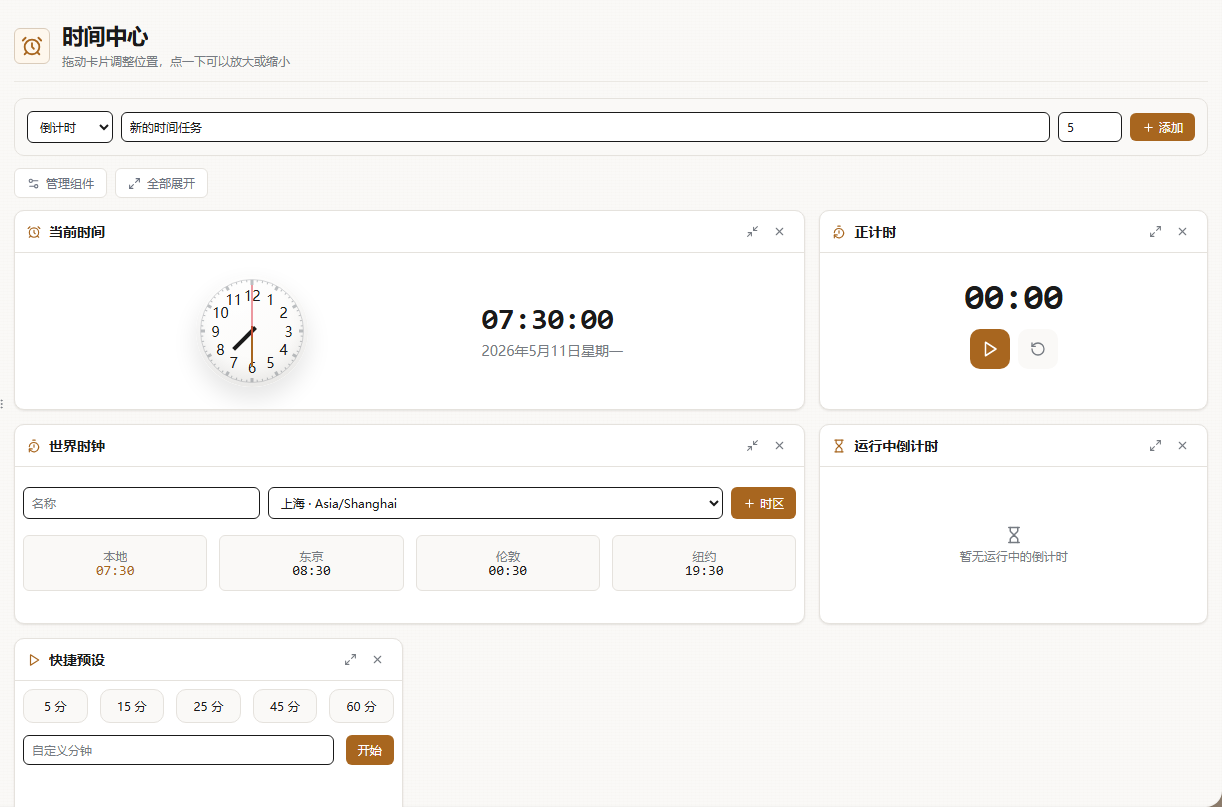 时间中心
拖动卡片调整位置，点一下可以放大或缩小
倒计时
新的时间任务
5
+ 添加
管理组件
全部展开
当前时间
12
1
2
3
4
5
6
7
8
9
10
11
07:30:00
2026年5月11日星期一
正计时
00:00
世界时钟
名称
上海 · Asia/Shanghai
+ 时区
本地
07:30
东京
08:30
伦敦
00:30
纽约
19:30
运行中倒计时
暂无运行中的倒计时
快捷预设
5 分
15 分
25 分
45 分
60 分
自定义分钟
开始